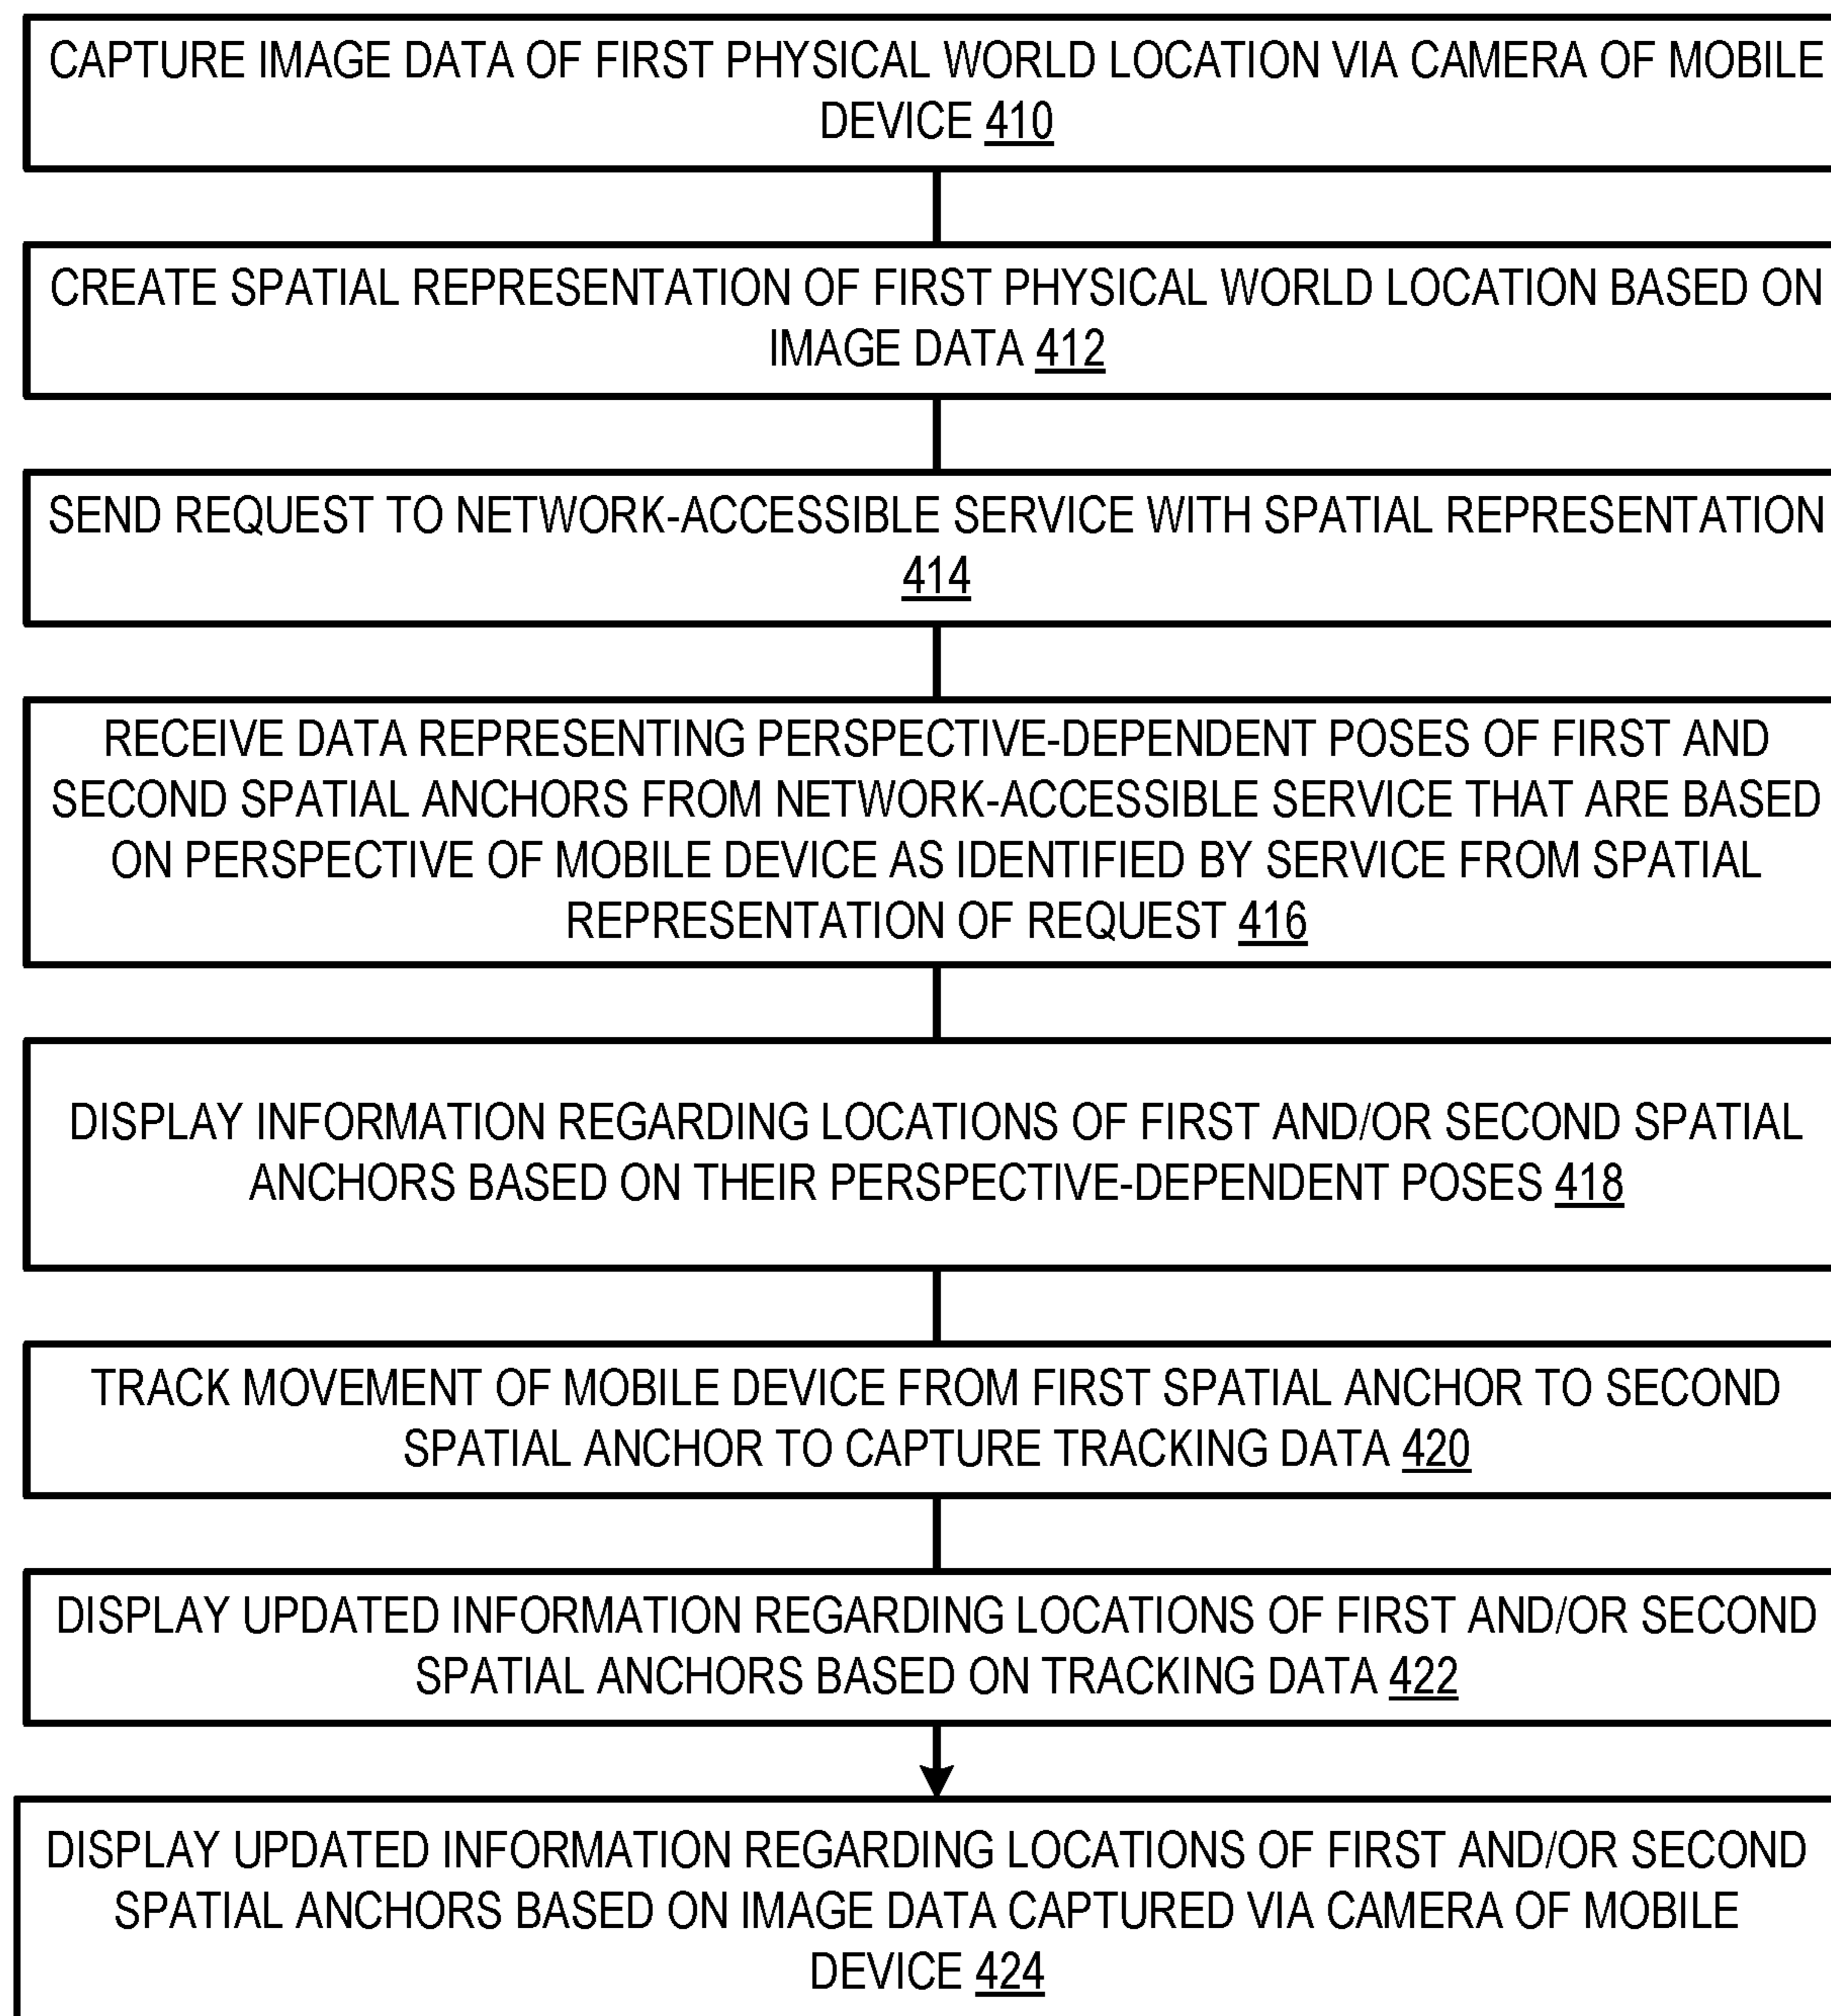 CAPTURE IMAGE DATA OF FIRST PHYSICAL WORLD LOCATION VIA CAMERA OF MOBILE
DEVICE 410
CREATE SPATIAL REPRESENTATION OF FIRST PHYSICAL WORLD LOCATION BASED ON
IMAGE DATA 412
SEND REQUEST TO NETWORK-ACCESSIBLE SERVICE WITH SPATIAL REPRESENTATION
414
RECEIVE DATA REPRESENTING PERSPECTIVE-DEPENDENT POSES OF FIRST AND
SECOND SPATIAL ANCHORS FROM NETWORK-ACCESSIBLE SERVICE THAT ARE BASED
ON PERSPECTIVE OF MOBILE DEVICE AS IDENTIFIED BY SERVICE FROM SPATIAL
REPRESENTATION OF REQUEST 416
DISPLAY INFORMATION REGARDING LOCATIONS OF FIRST AND/OR SECOND SPATIAL
ANCHORS BASED ON THEIR PERSPECTIVE-DEPENDENT POSES 418
TRACK MOVEMENT OF MOBILE DEVICE FROM FIRST SPATIAL ANCHOR TO SECOND
SPATIAL ANCHOR TO CAPTURE TRACKING DATA 420
DISPLAY UPDATED INFORMATION REGARDING LOCATIONS OF FIRST AND/OR SECOND
SPATIAL ANCHORS BASED ON TRACKING DATA 422
DISPLAY UPDATED INFORMATION REGARDING LOCATIONS OF FIRST AND/OR SECOND
SPATIAL ANCHORS BASED ON IMAGE DATA CAPTURED VIA CAMERA OF MOBILE
DEVICE 424